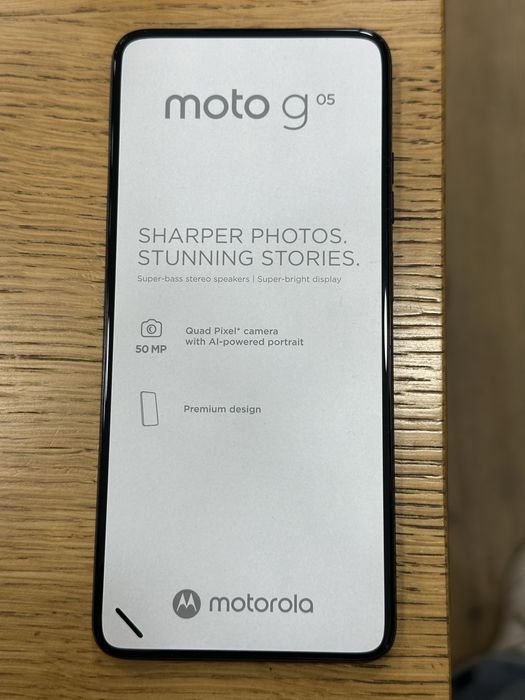 moto g 05
SHARPER PHOTOS.
STUNNING STORIES.
Super-bass stereo speakers | Super-bright display
Quad Pixel* camera
with AI-powered portrait
50 MP
Premium design
motorola